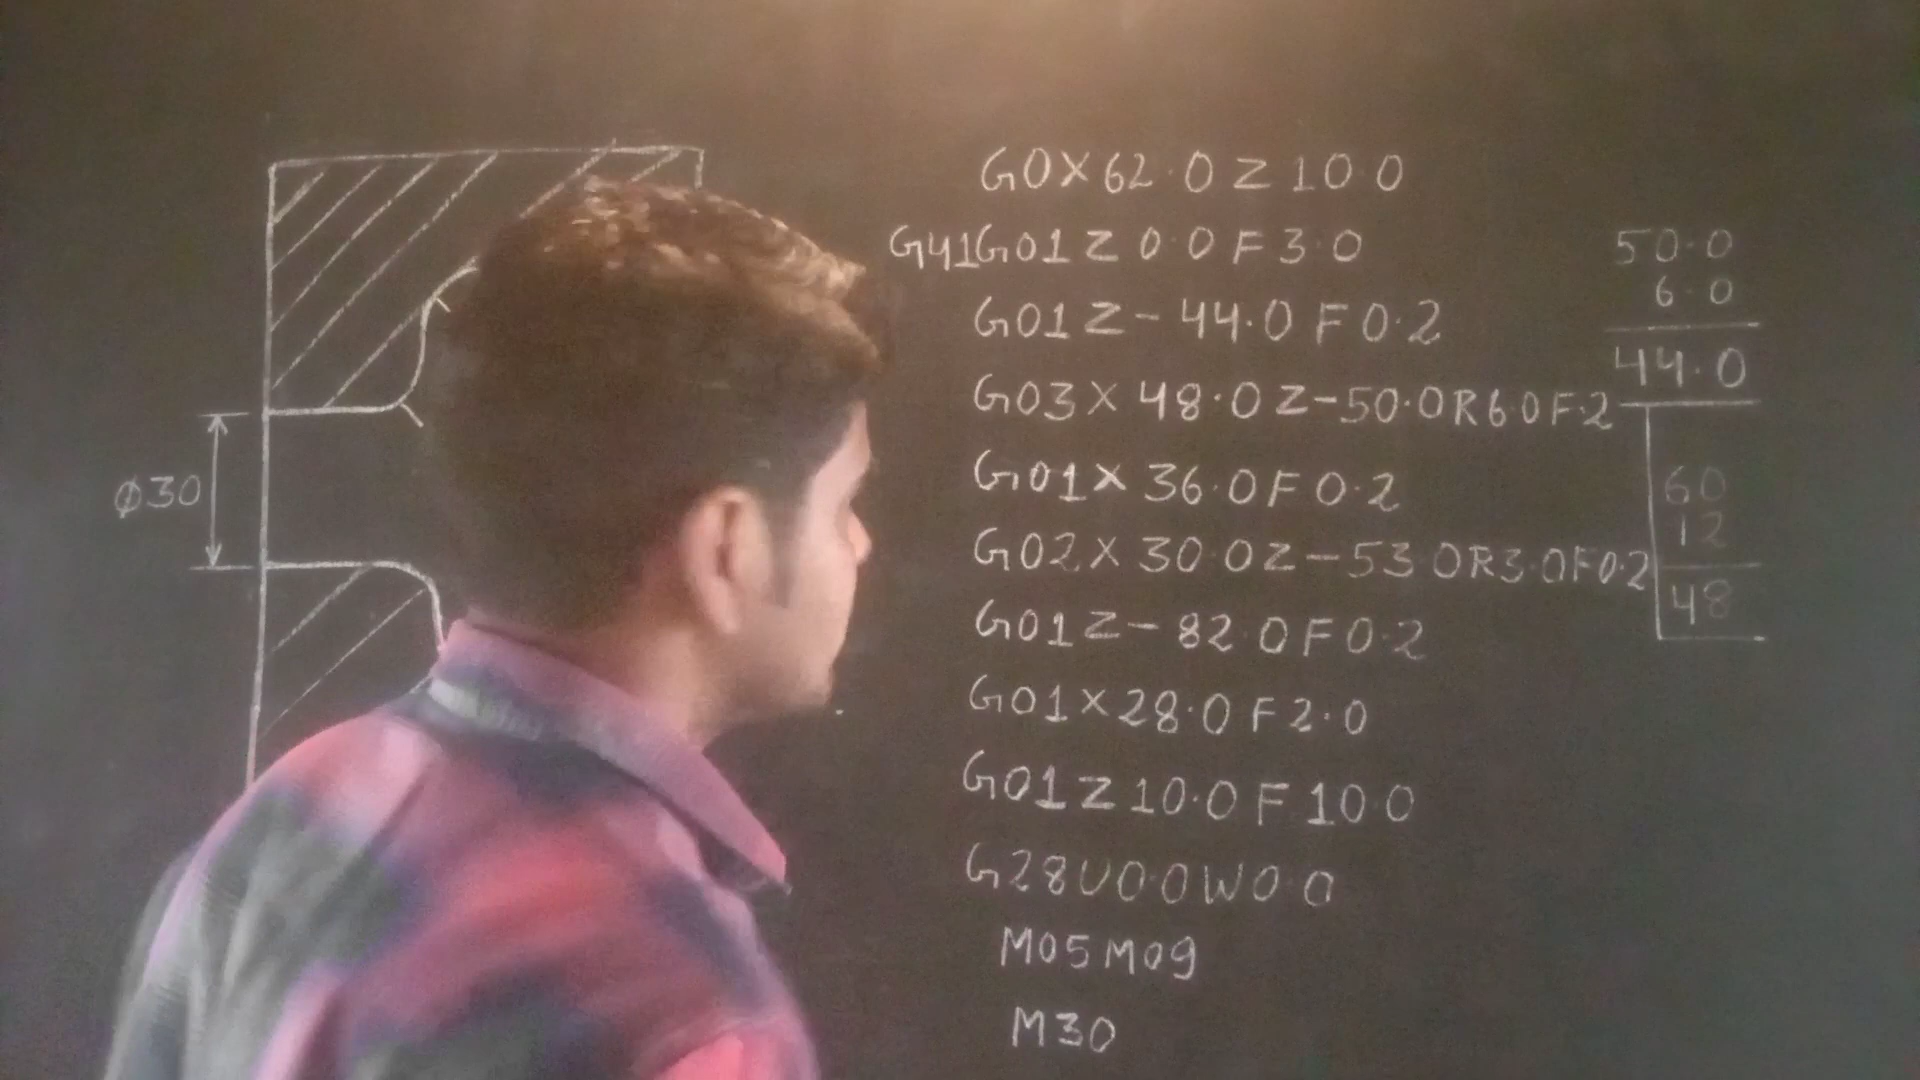 G0X62.0Z10.0
G41G01Z0.0F3.0
G01Z-44.0F0.2
G03X48.0Z-50.0R6.0F.2
G01X36.0F0.2
G02X30.0Z-53.0R3.0F0.2
G01Z-82.0F0.2
G01X28.0F2.0
G01Z10.0F10.0
G28U0.0W0.0
M05M09
M30
50.0
6.0
44.0
60
12
48
φ30